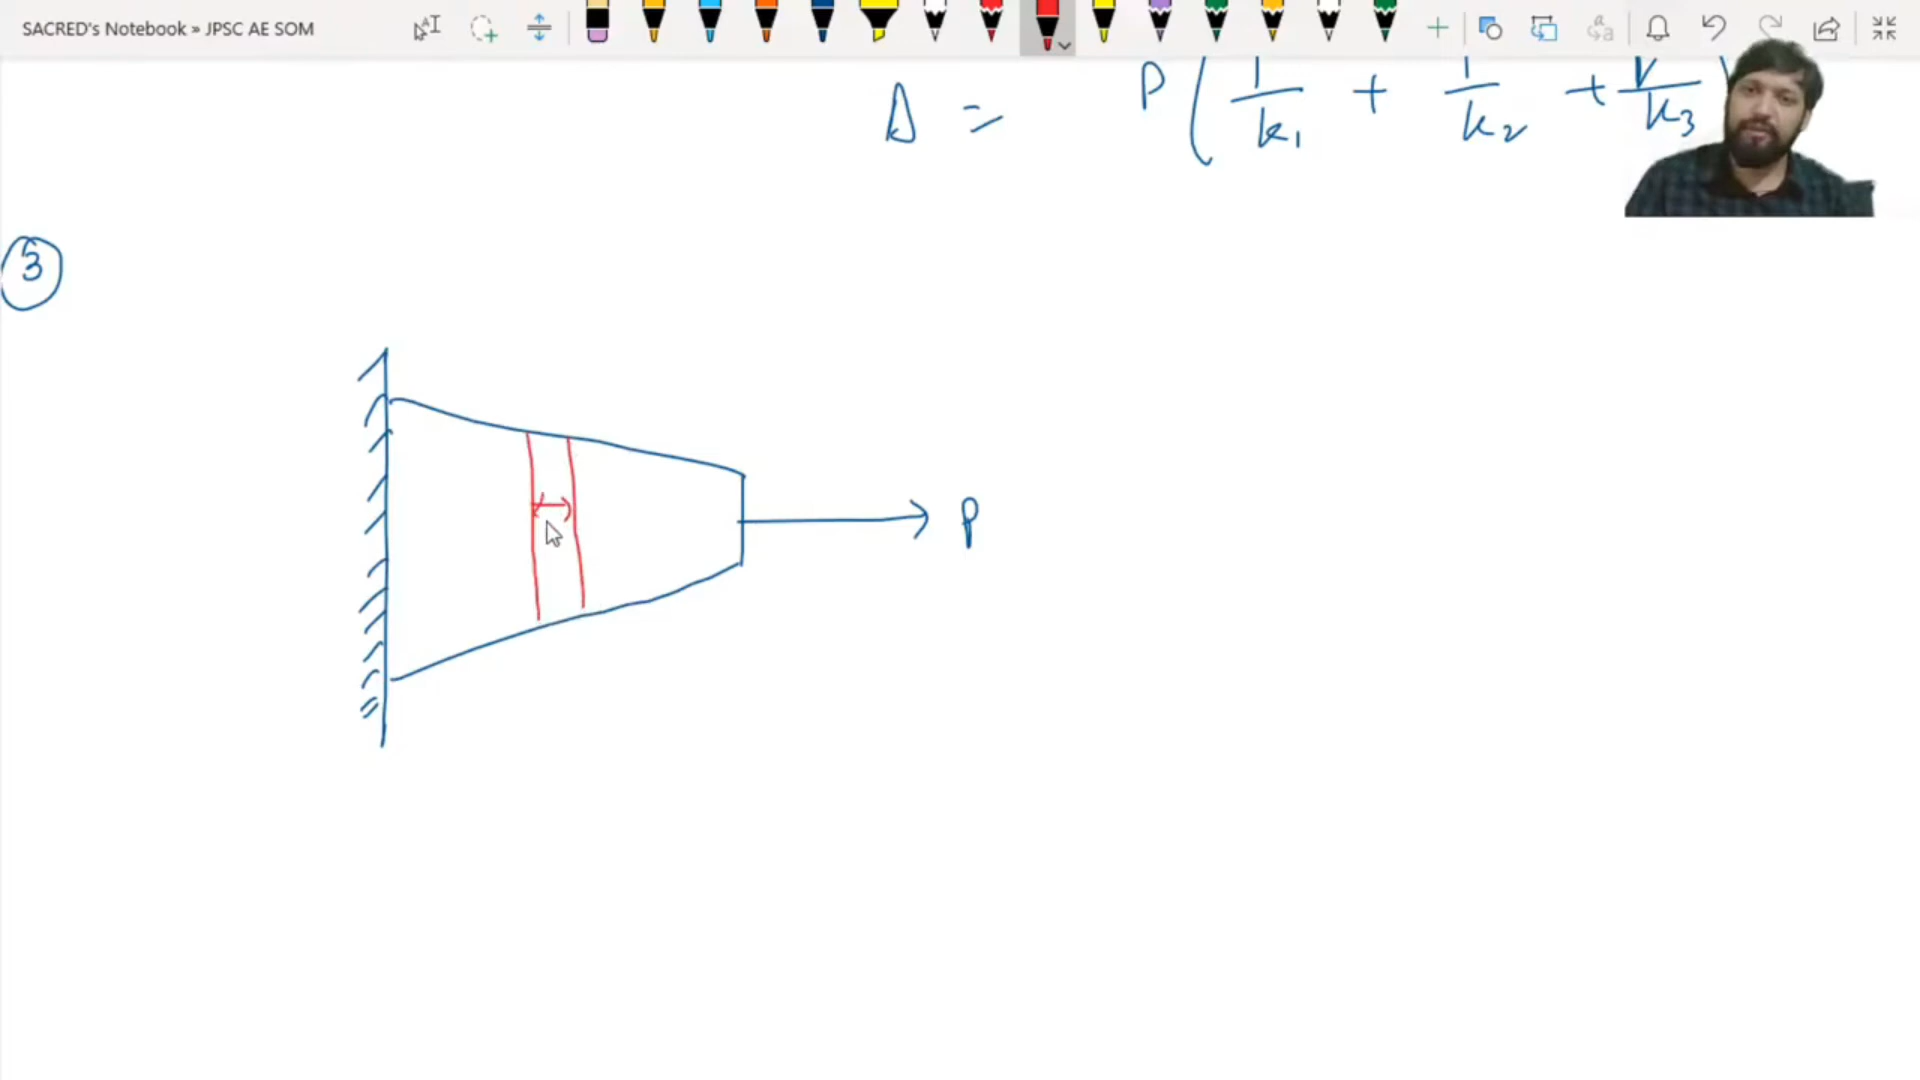 SACRED's Notebook » JPSC AE SOM
Δ = P ( 1/k1 + 1/k2 + 1/k3 )
3
P